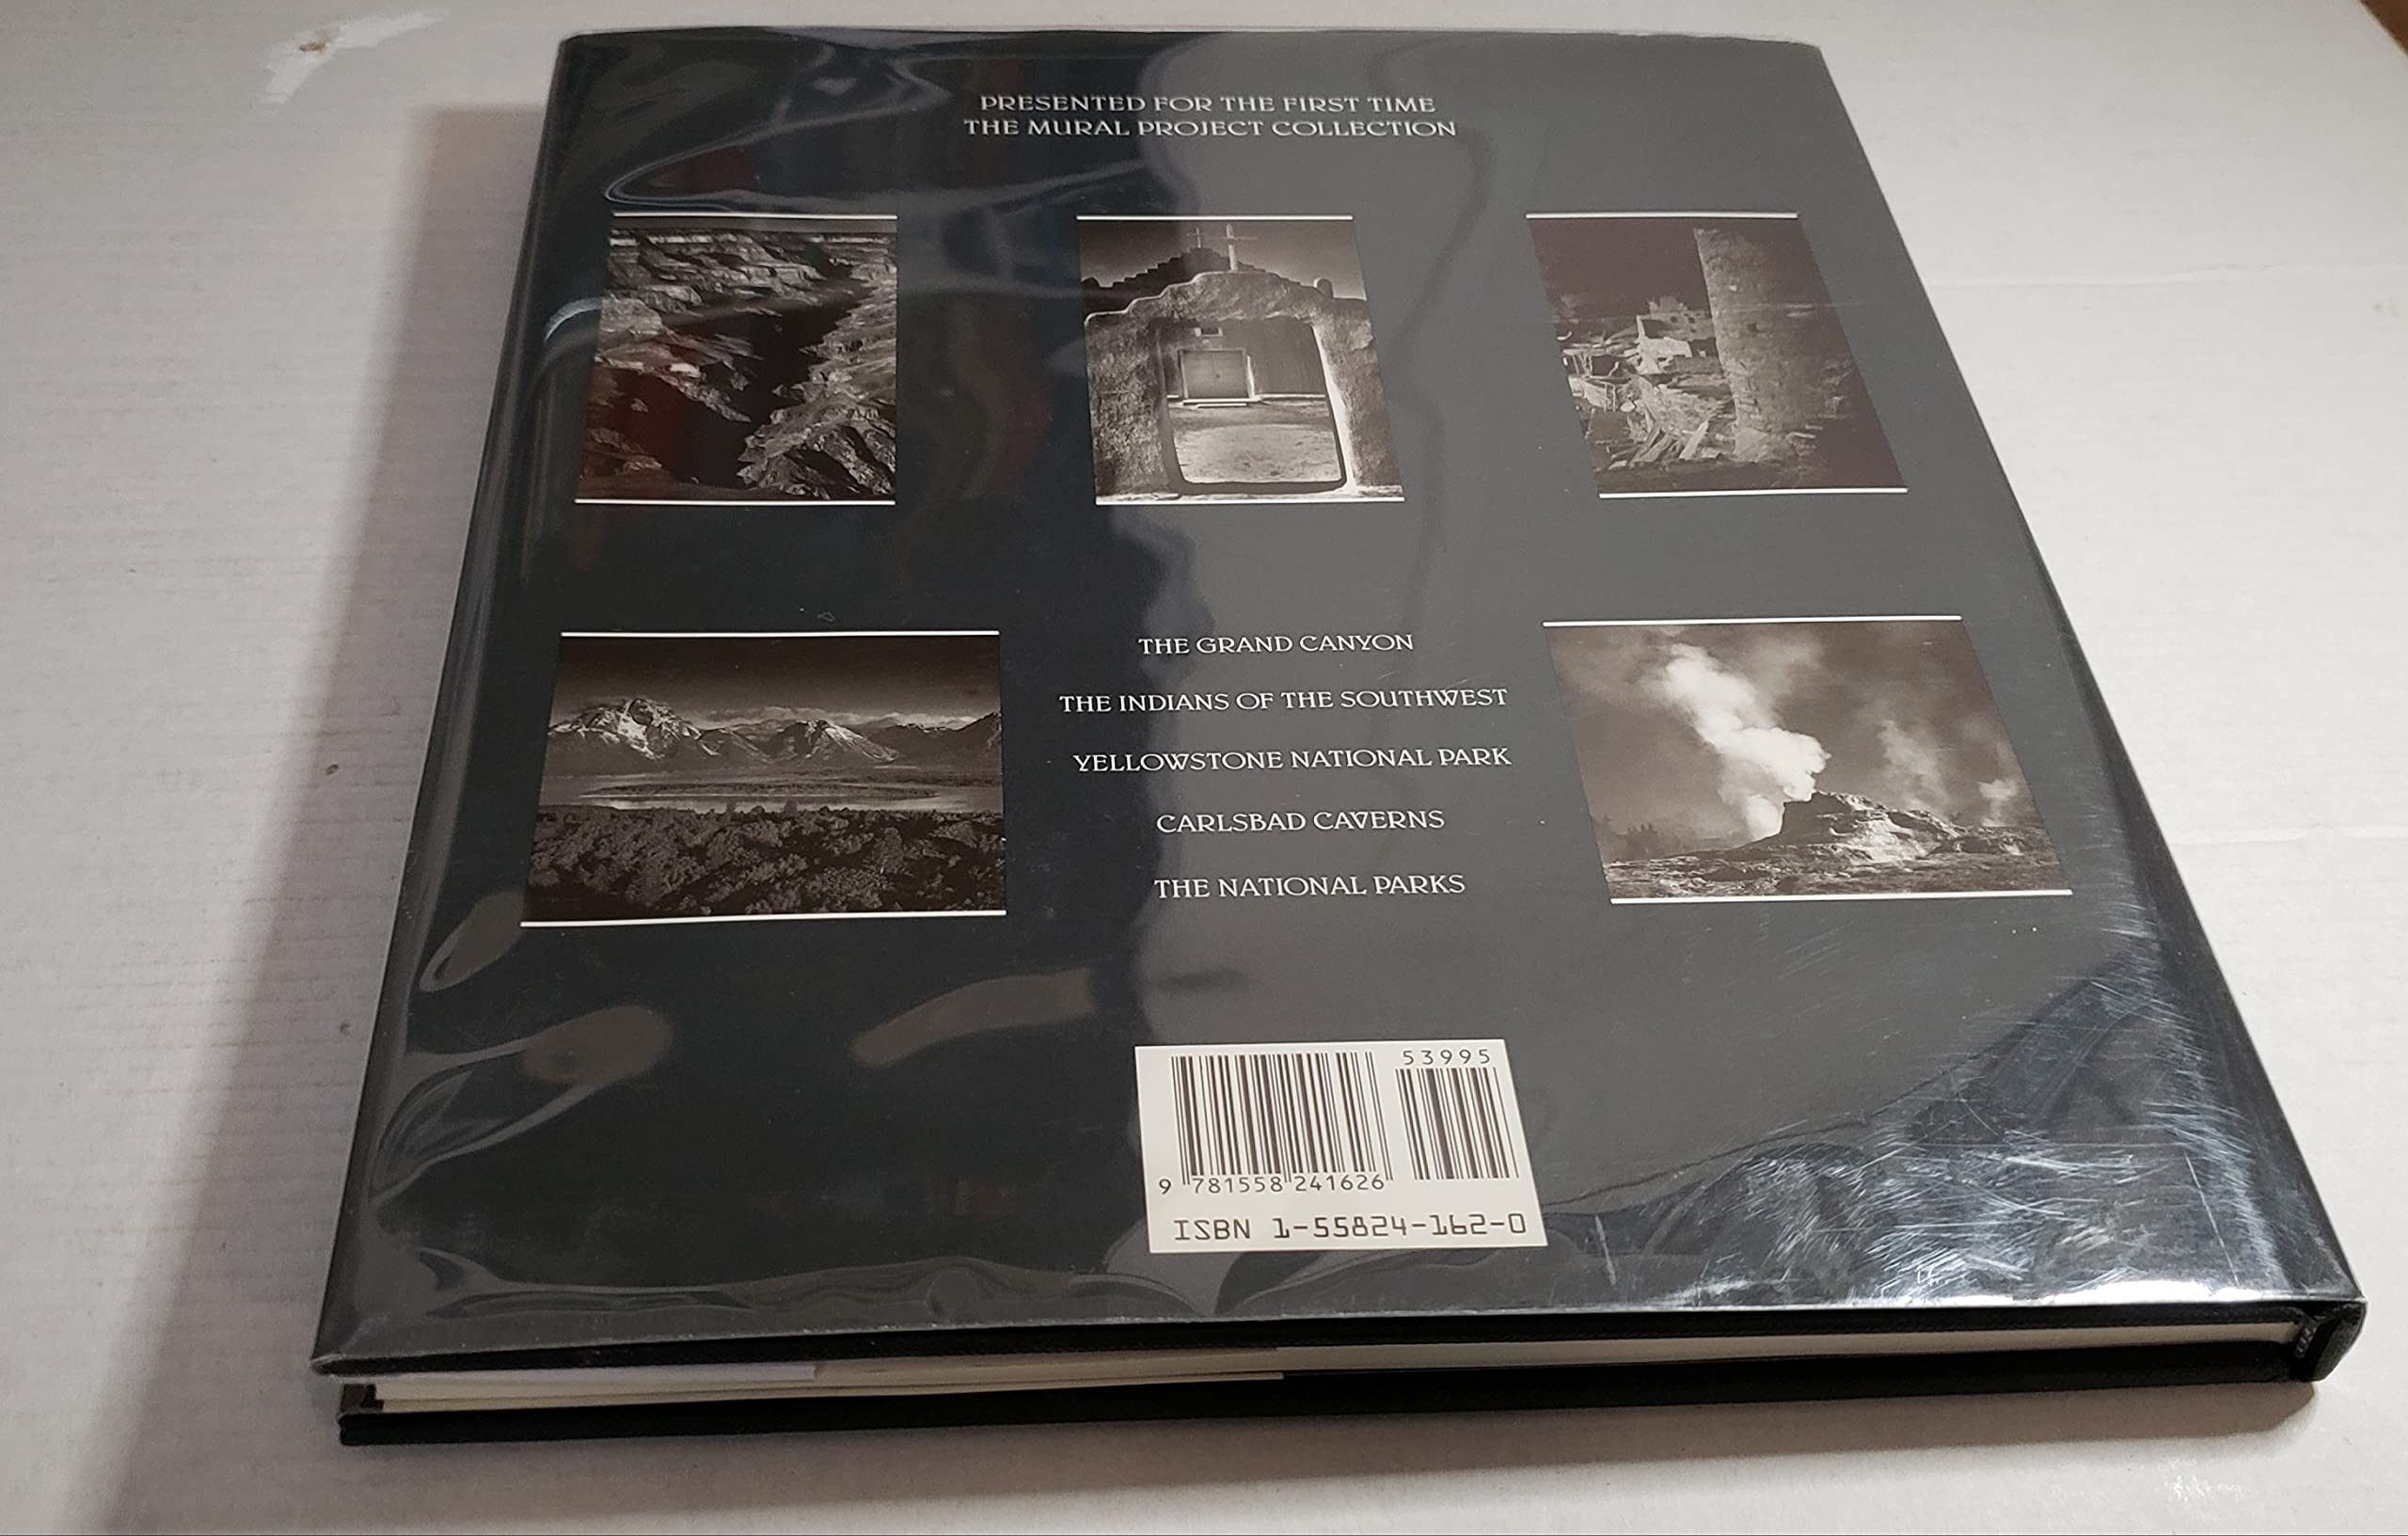 PRESENTED FOR THE FIRST TIME
THE MURAL PROJECT COLLECTION
THE GRAND CANYON
THE INDIANS OF THE SOUTHWEST
YELLOWSTONE NATIONAL PARK
CARLSBAD CAVERNS
THE NATIONAL PARKS
53995
9 781558 241626
ISBN 1-55824-162-0